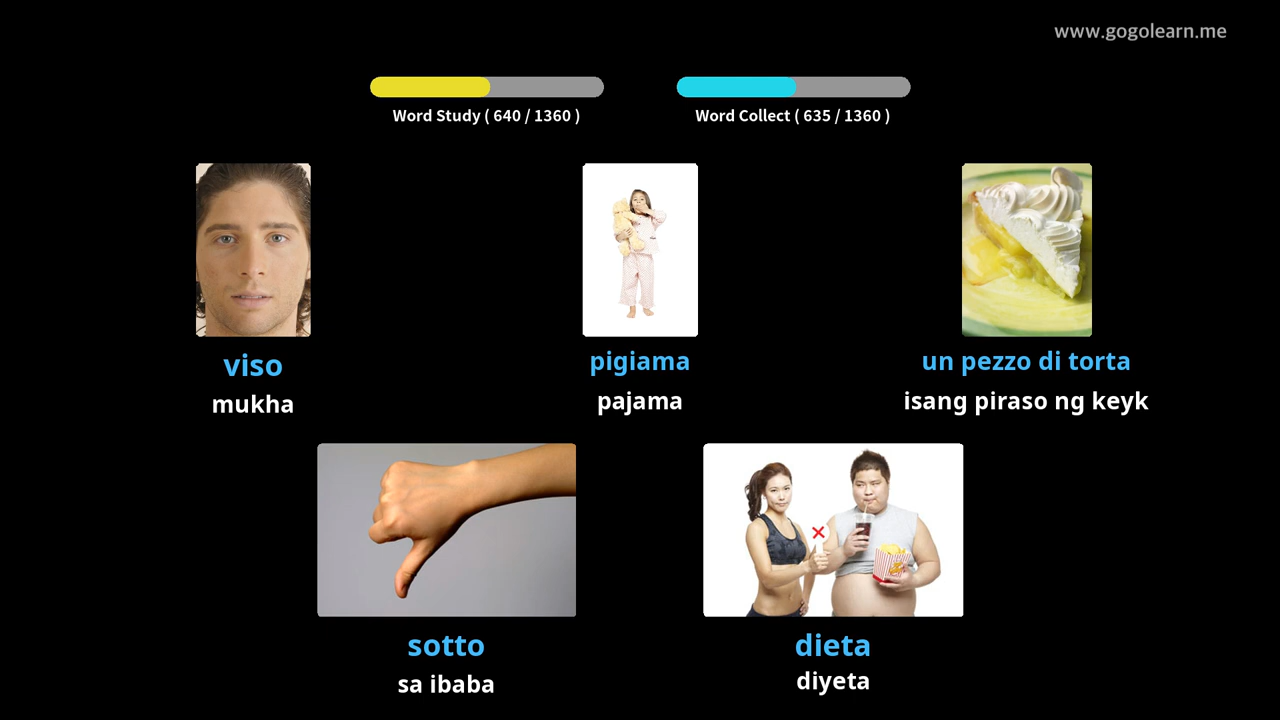 www.gogolearn.me
Word Study ( 640 / 1360 )
Word Collect ( 635 / 1360 )
viso
mukha
pigiama
pajama
un pezzo di torta
isang piraso ng keyk
sotto
sa ibaba
dieta
diyeta